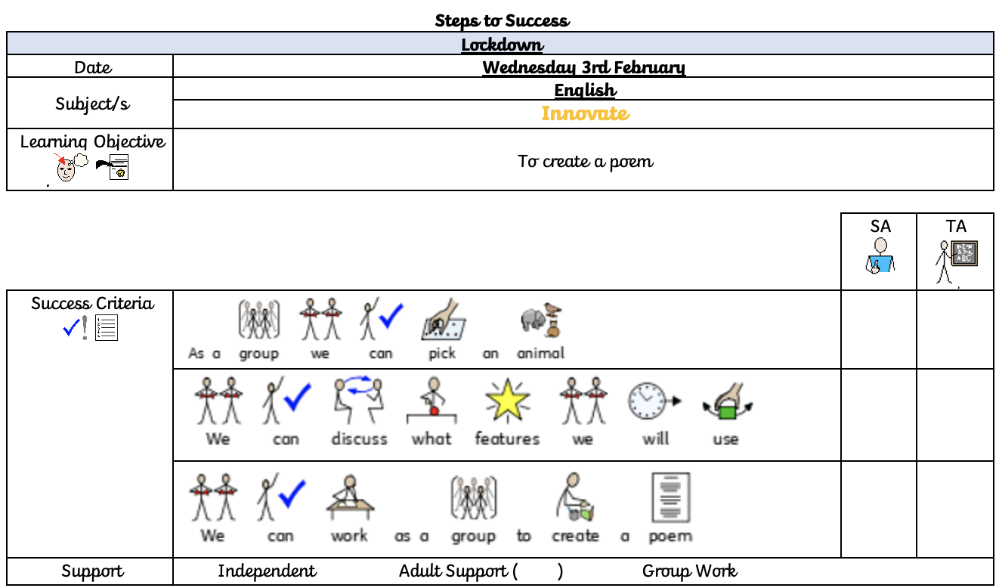 Steps to Success
Lockdown
Date
Wednesday 3rd February
Subject/s
English
Innovate
Learning Objective
.
To create a poem
SA
TA
Success Criteria
As a group we can pick an animal
We can discuss what features we will use
We can work as a group to create a poem
Support
Independent Adult Support ( ) Group Work